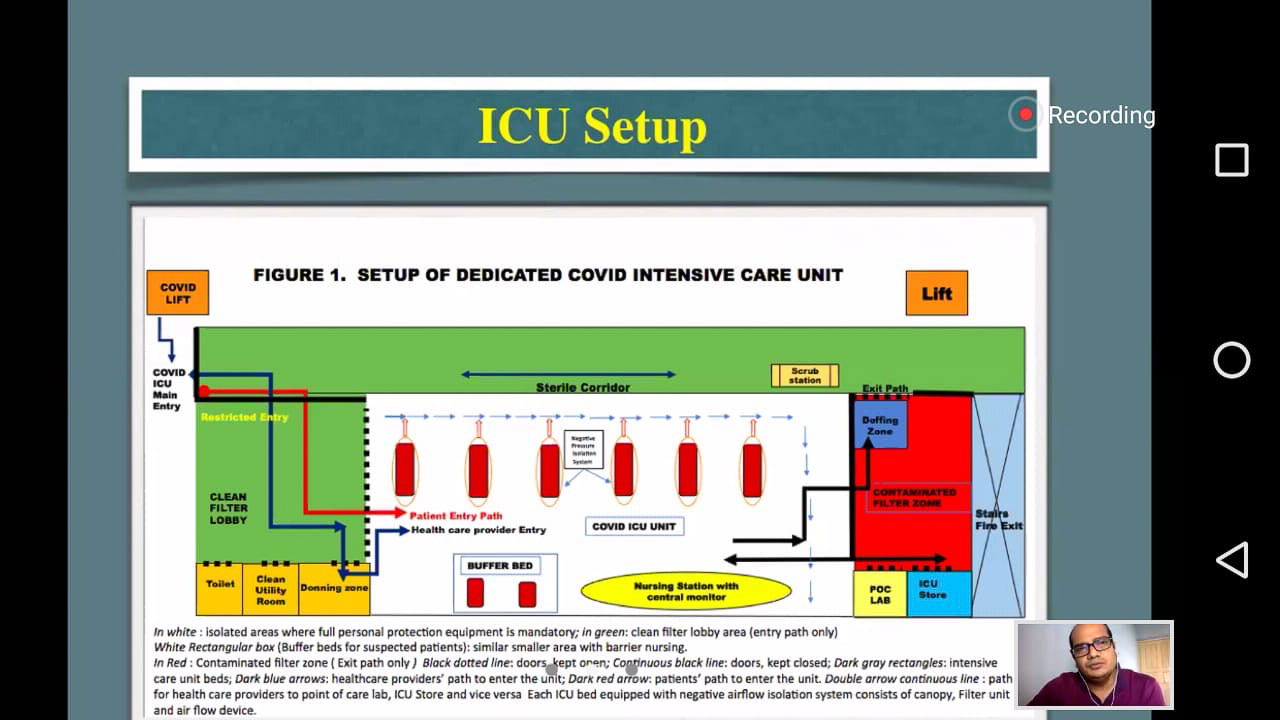 ICU Setup
Recording
FIGURE 1. SETUP OF DEDICATED COVID INTENSIVE CARE UNIT
COVID
LIFT
Lift
COVID
ICU
Main
Entry
Scrub
station
Sterile Corridor
Exit Path
Restricted Entry
Doffing
Zone
Negative
Pressure
Isolation
System
CLEAN
FILTER
LOBBY
CONTAMINATED
FILTER ZONE
Stairs
Fire Exit
Patient Entry Path
Health care provider Entry
COVID ICU UNIT
BUFFER BED
Toilet
Clean
Utility
Room
Donning zone
Nursing Station with
central monitor
POC
LAB
ICU
Store
In white : isolated areas where full personal protection equipment is mandatory; in green: clean filter lobby area (entry path only)
White Rectangular box (Buffer beds for suspected patients): similar smaller area with barrier nursing.
In Red : Contaminated filter zone ( Exit path only ) Black dotted line: doors, kept open; Continuous black line: doors, kept closed; Dark gray rectangles: intensive
care unit beds; Dark blue arrows: healthcare providers' path to enter the unit; Dark red arrow: patients' path to enter the unit. Double arrow continuous line : path
for health care providers to point of care lab, ICU Store and vice versa Each ICU bed equipped with negative airflow isolation system consists of canopy, Filter unit
and air flow device.